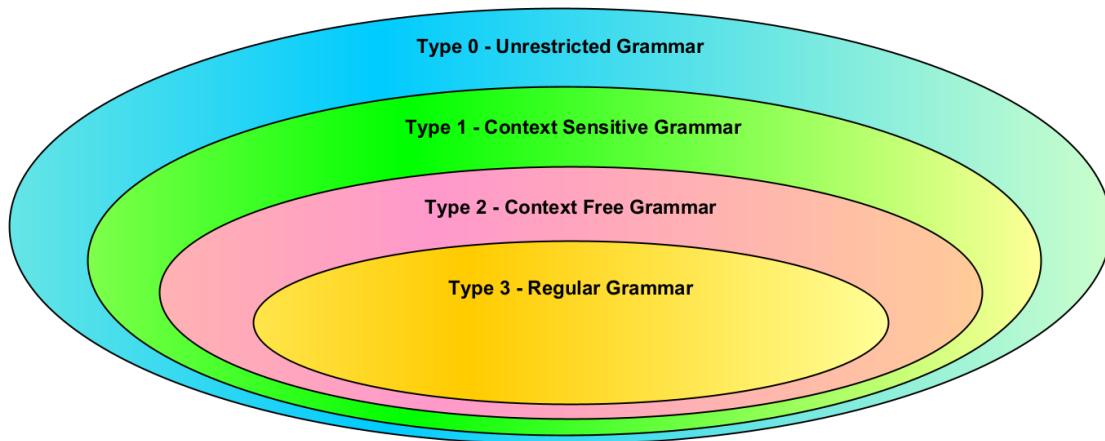 Type 0 - Unrestricted Grammar
Type 1 - Context Sensitive Grammar
Type 2 - Context Free Grammar
Type 3 - Regular Grammar